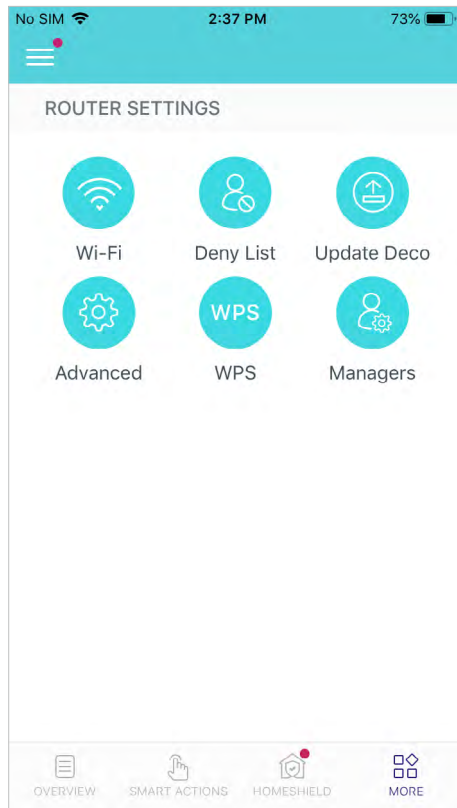 No SIM 2:37 PM 73%
ROUTER SETTINGS
Wi-Fi Deny List Update Deco
WPS
Advanced WPS Managers
OVERVIEW SMART ACTIONS HOMESHIELD MORE